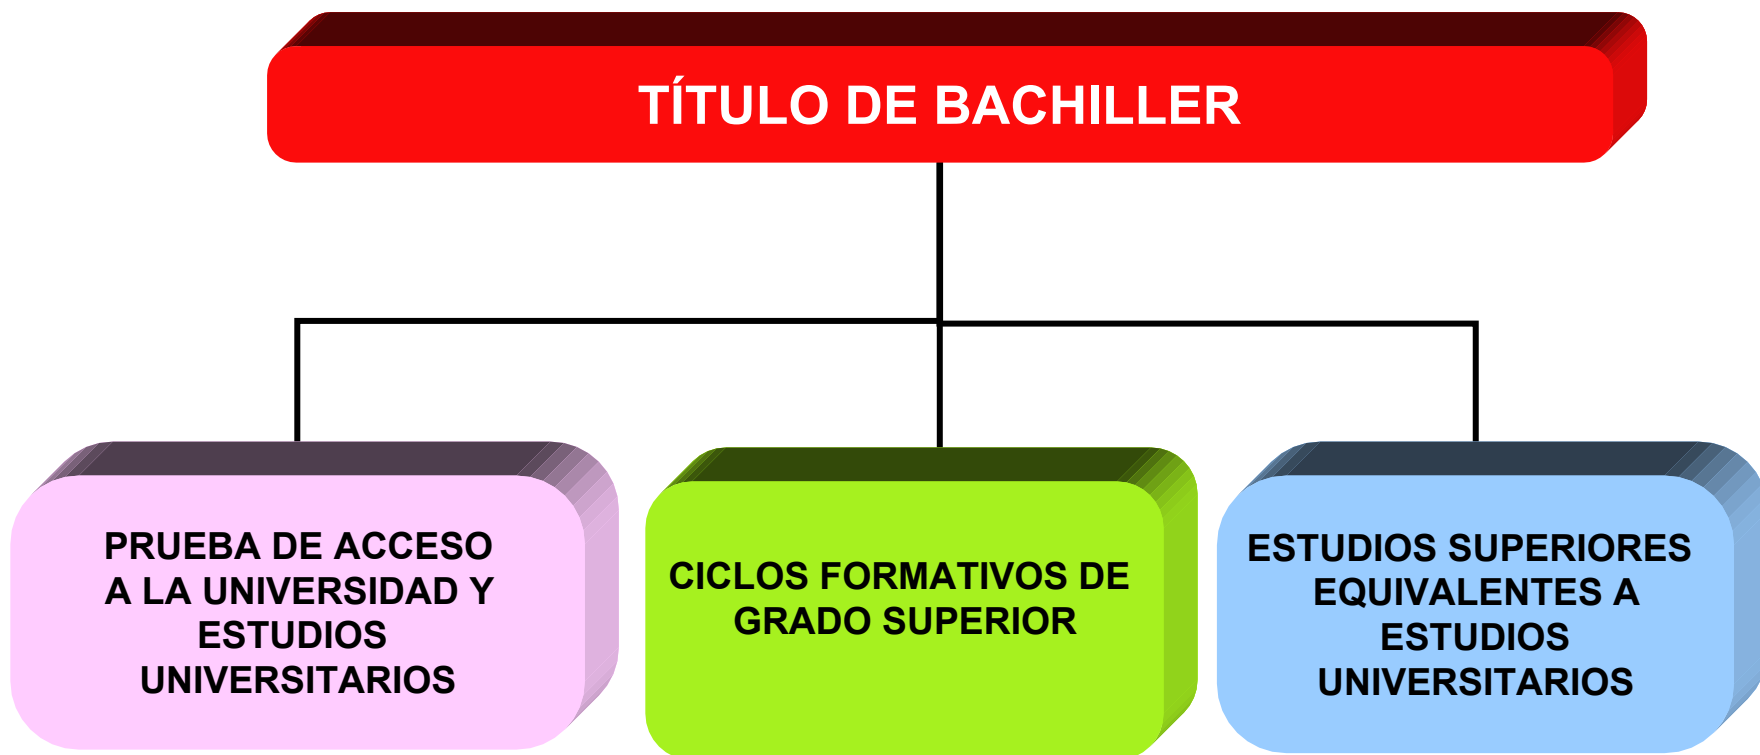 TÍTULO DE BACHILLER
PRUEBA DE ACCESO
A LA UNIVERSIDAD Y
ESTUDIOS
UNIVERSITARIOS
CICLOS FORMATIVOS DE
GRADO SUPERIOR
ESTUDIOS SUPERIORES
EQUIVALENTES A
ESTUDIOS
UNIVERSITARIOS